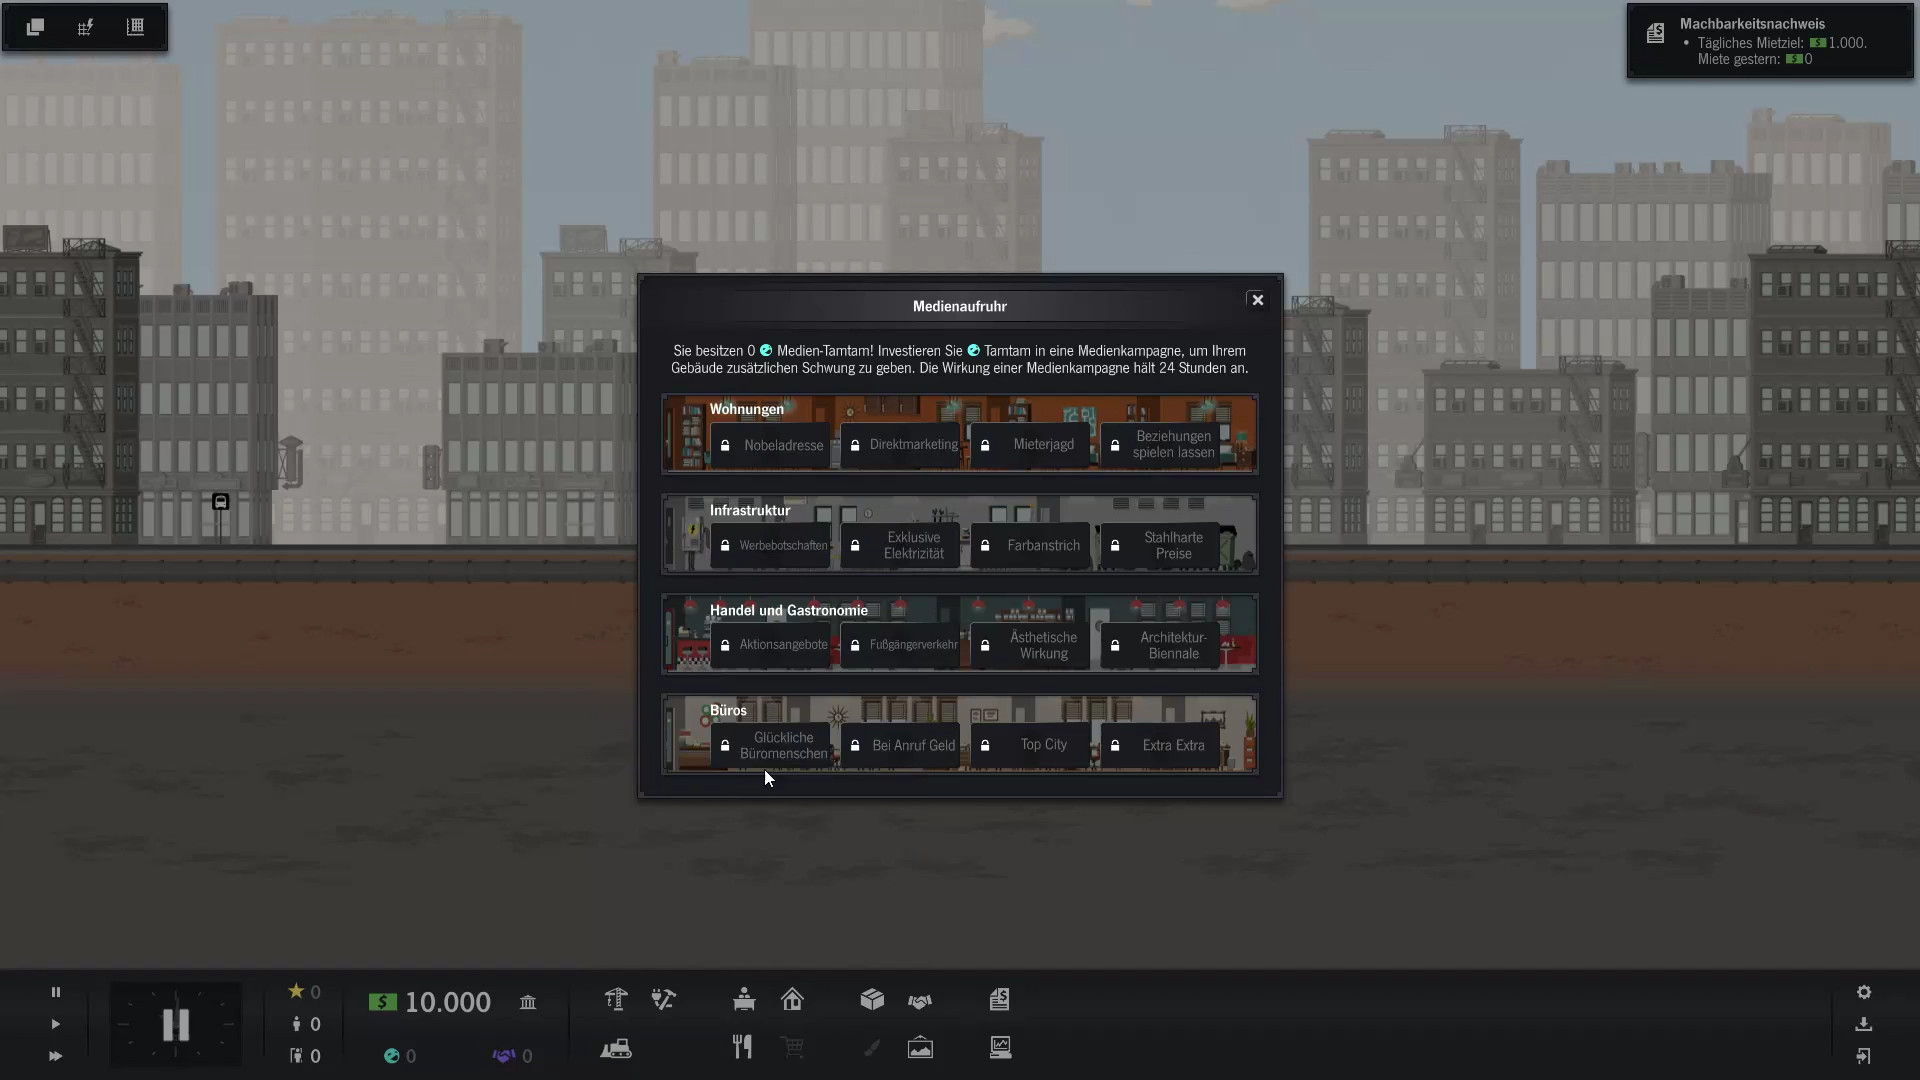 Machbarkeitsnachweis
• Tägliches Mietziel: $1.000.
Miete gestern: $0
Medienaufruhr
Sie besitzen 0 Medien-Tamtam! Investieren Sie Tamtam in eine Medienkampagne, um Ihrem
Gebäude zusätzlichen Schwung zu geben. Die Wirkung einer Medienkampagne hält 24 Stunden an.
Wohnungen
Nobeladresse
Direktmarketing
Mieterjagd
Beziehungen
spielen lassen
Infrastruktur
Werbebotschaften
Exklusive
Elektrizität
Farbanstrich
Stahlharte
Preise
Handel und Gastronomie
Aktionsangebote
Fußgängerverkehr
Ästhetische
Wirkung
Architektur-
Biennale
Büros
Glückliche
Büromenschen
Bei Anruf Geld
Top City
Extra Extra
0
$ 10.000
0
0
0
0